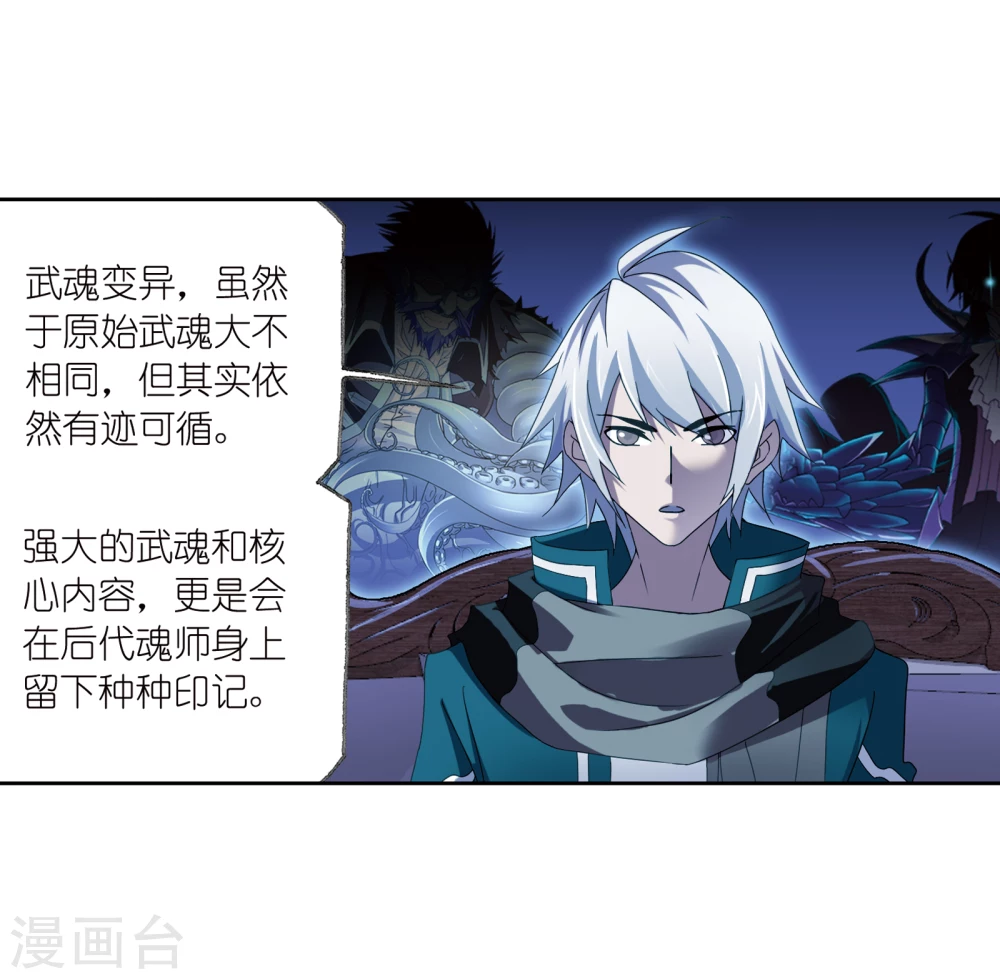 武魂变异，虽然
于原始武魂大不
相同，但其实依
然有迹可循。
强大的武魂和核
心内容，更是会
在后代魂师身上
留下种种印记。
漫画台